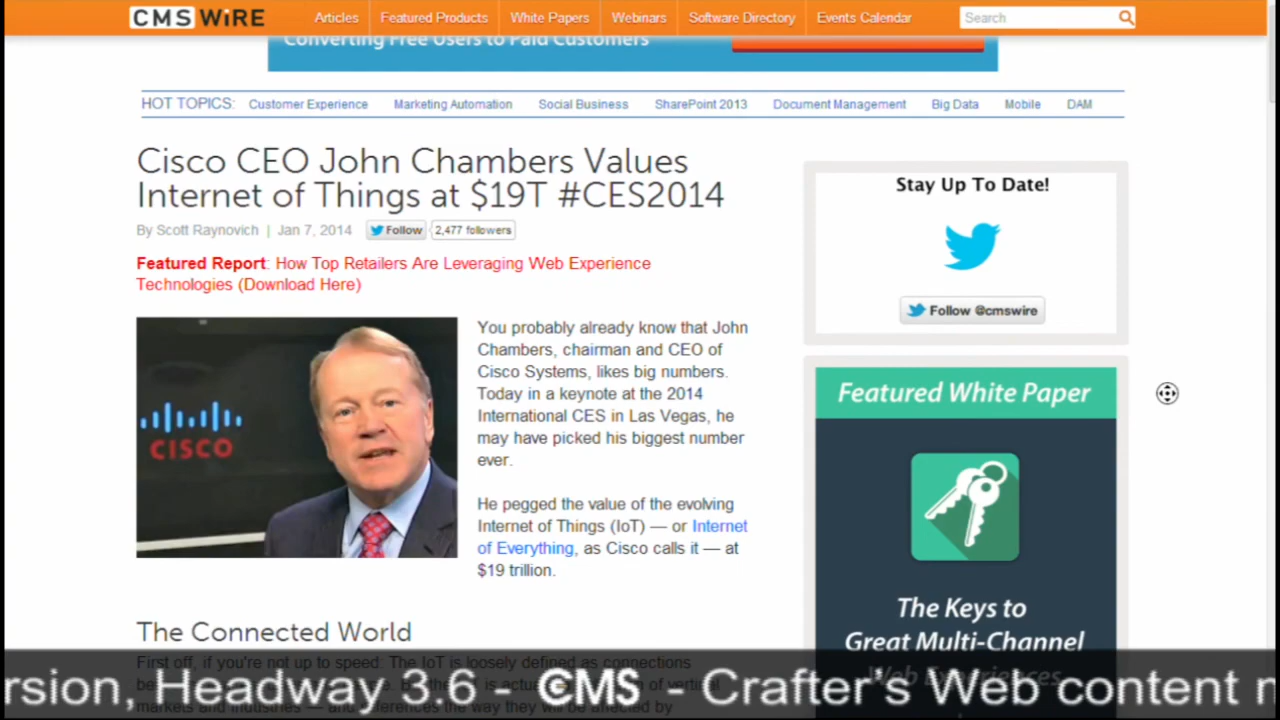 CMSWiRE
Articles
Featured Products
White Papers
Webinars
Software Directory
Events Calendar
Search
Converting Free Users to Paid Customers
HOT TOPICS:
Customer Experience
Marketing Automation
Social Business
SharePoint 2013
Document Management
Big Data
Mobile
DAM
Cisco CEO John Chambers Values
Internet of Things at $19T #CES2014
By Scott Raynovich | Jan 7, 2014
Follow
2,477 followers
Featured Report: How Top Retailers Are Leveraging Web Experience
Technologies (Download Here)
CISCO
You probably already know that John
Chambers, chairman and CEO of
Cisco Systems, likes big numbers.
Today in a keynote at the 2014
International CES in Las Vegas, he
may have picked his biggest number
ever.
He pegged the value of the evolving
Internet of Things (IoT) — or Internet
of Everything, as Cisco calls it — at
$19 trillion.
The Connected World
First off, if you're not up to speed: The IoT is loosely defined as connections
Stay Up To Date!
Follow @cmswire
Featured White Paper
The Keys to
Great Multi-Channel
Web Experiences
rsion, Headway 3.6 - CMS - Crafter's Web content m